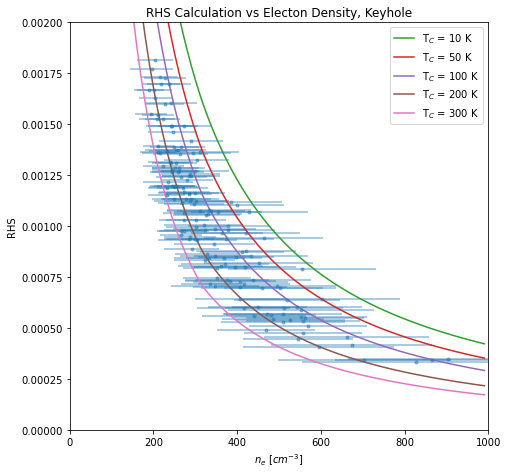 RHS Calculation vs Electon Density, Keyhole
0.00200
0.00175
0.00150
0.00125
0.00100
0.00075
0.00050
0.00025
0.00000
RHS
T_C = 10 K
T_C = 50 K
T_C = 100 K
T_C = 200 K
T_C = 300 K
0 200 400 600 800 1000
n_e [cm^{-3}]